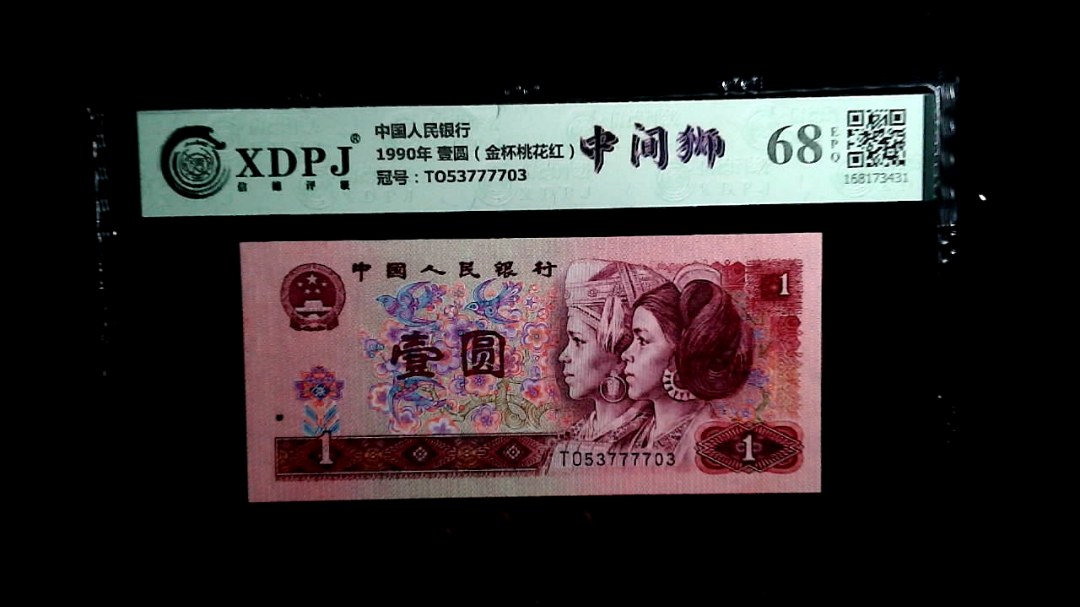 XDPJ®
信德评级
中国人民银行
1990年 壹圆（金杯桃花红）
冠号：TO53777703
中间狮
68
EPQ
168173431
中國人民銀行
1
壹圆
1
TO53777703
1